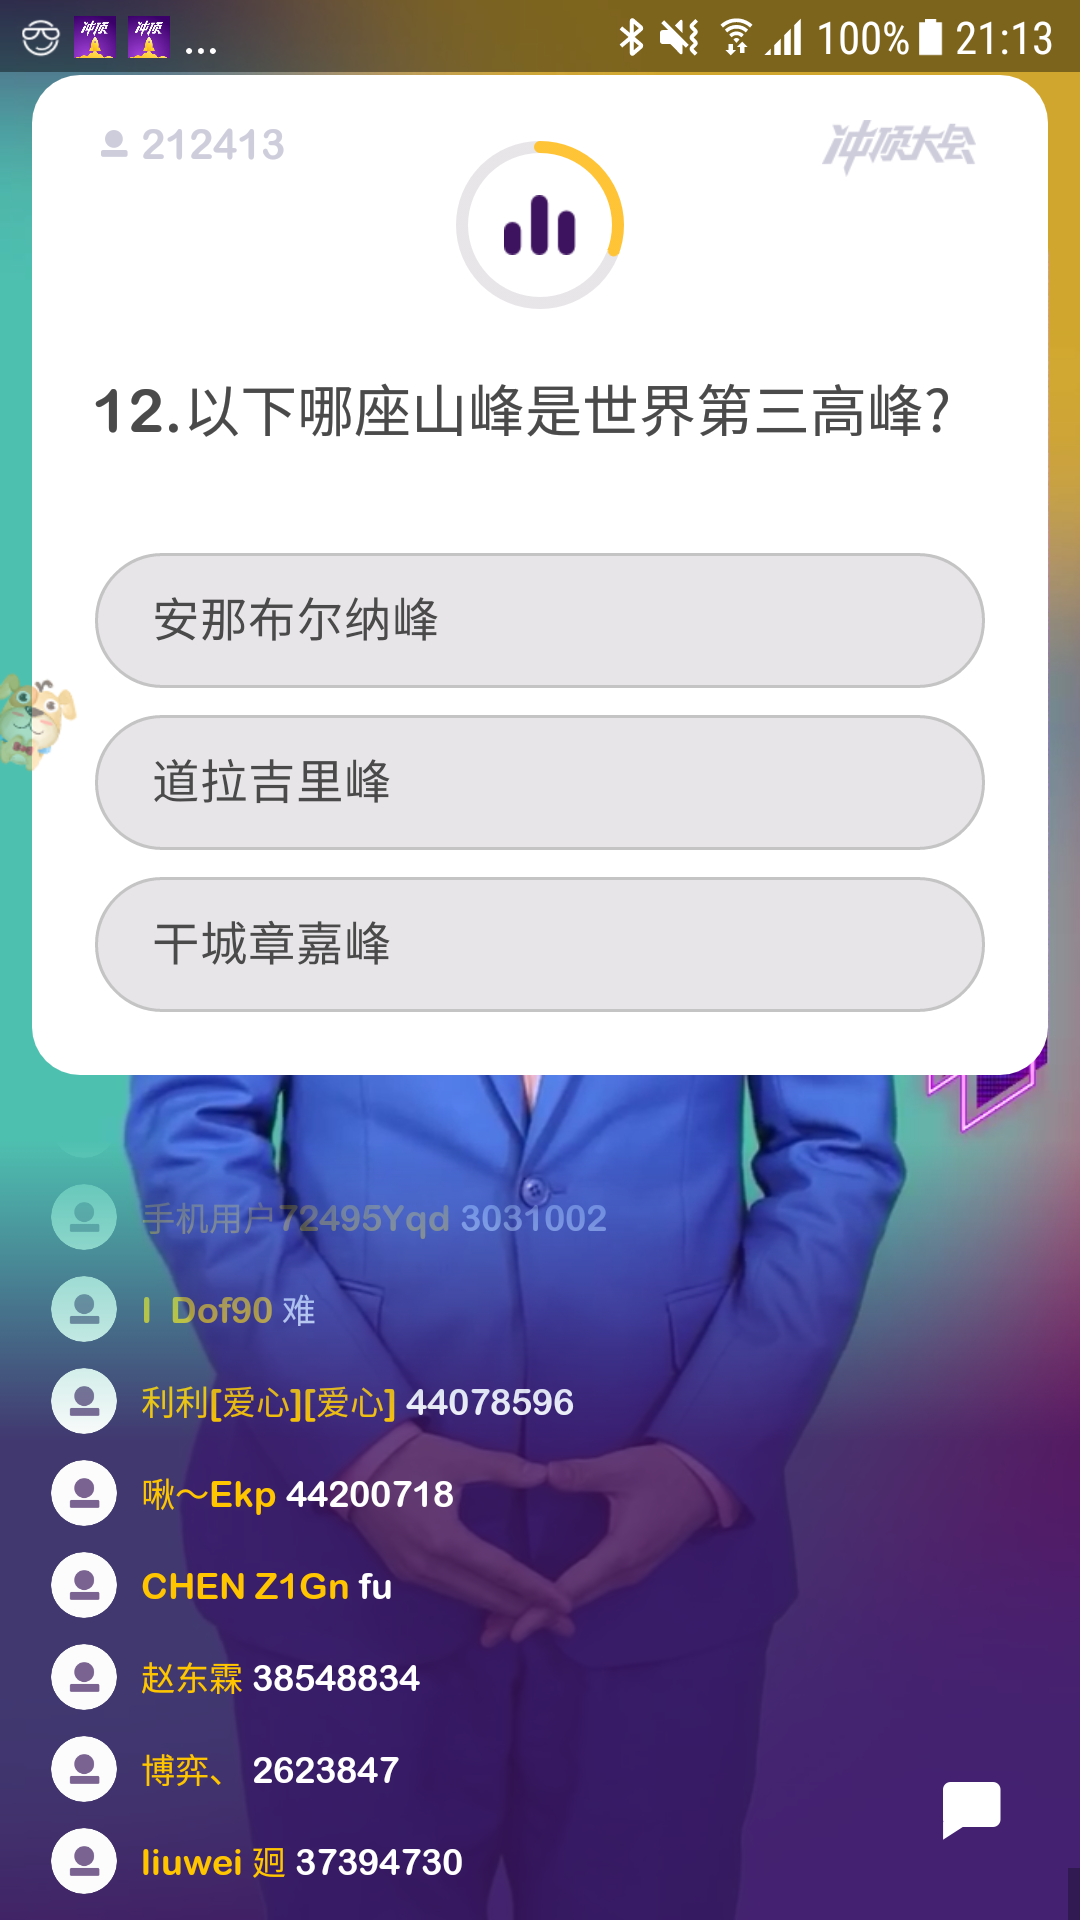 冲顶 冲顶 ... 100% 21:13
212413 冲顶大会
12.以下哪座山峰是世界第三高峰?
安那布尔纳峰
道拉吉里峰
干城章嘉峰
手机用户72495Yqd 3031002
I Dof90 难
利利[爱心][爱心] 44078596
啾～Ekp 44200718
CHEN Z1Gn fu
赵东霖 38548834
博弈、 2623847
liuwei 廻 37394730